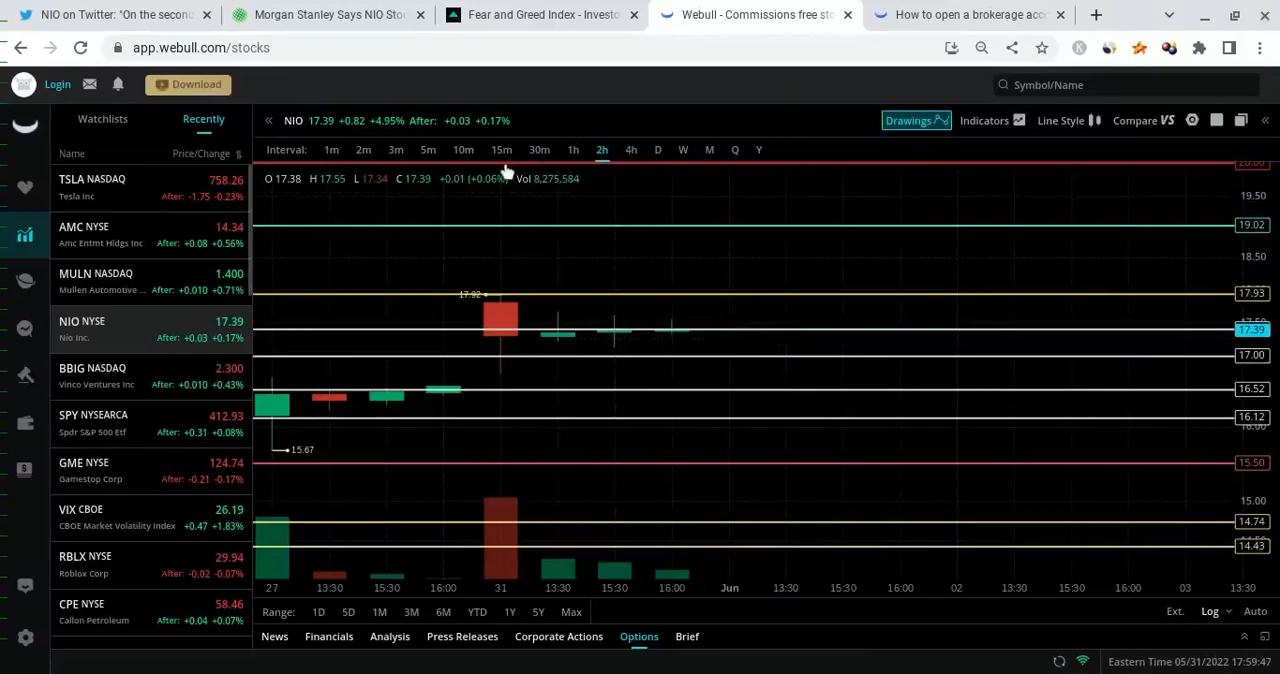 NIO on Twitter: "On the secon
Morgan Stanley Says NIO Sto
Fear and Greed Index - Investo
Webull - Commissions free sto
How to open a brokerage acc
app.webull.com/stocks
K
Login
Download
Symbol/Name
Watchlists
Recently
Name
Price/Change
TSLA NASDAQ 758.26
Tesla Inc After: -1.75 -0.23%
AMC NYSE 14.34
Amc Entmt Hldgs Inc After: +0.08 +0.56%
MULN NASDAQ 1.400
Mullen Automotive ... After: +0.010 +0.71%
NIO NYSE 17.39
Nio Inc. After: +0.03 +0.17%
BBIG NASDAQ 2.300
Vinco Ventures Inc After: +0.010 +0.43%
SPY NYSEARCA 412.93
Spdr S&P 500 Etf After: +0.31 +0.08%
GME NYSE 124.74
Gamestop Corp After: -0.21 -0.17%
VIX CBOE 26.19
CBOE Market Volatility Index +0.47 +1.83%
RBLX NYSE 29.94
Roblox Corp After: -0.02 -0.07%
CPE NYSE 58.46
Callon Petroleum After: +0.04 +0.07%
NIO 17.39 +0.82 +4.95% After: +0.03 +0.17%
Drawings Indicators Line Style Compare VS
Interval: 1m 2m 3m 5m 10m 15m 30m 1h 2h 4h D W M Q Y
O 17.38 H 17.55 L 17.34 C 17.39 +0.01 (+0.06%) Vol 8,275,584
20.00
19.50
19.02
18.50
17.93
17.92
17.39
17.00
16.52
16.12
15.67
15.50
15.00
14.74
14.43
27 13:30 15:30 16:00 31 13:30 15:30 16:00 Jun 13:30 15:30 16:00 02 13:30 15:30 16:00 03 13:30
Range: 1D 5D 1M 3M 6M YTD 1Y 5Y Max
Ext. Log Auto
News Financials Analysis Press Releases Corporate Actions Options Brief
Eastern Time 05/31/2022 17:59:47